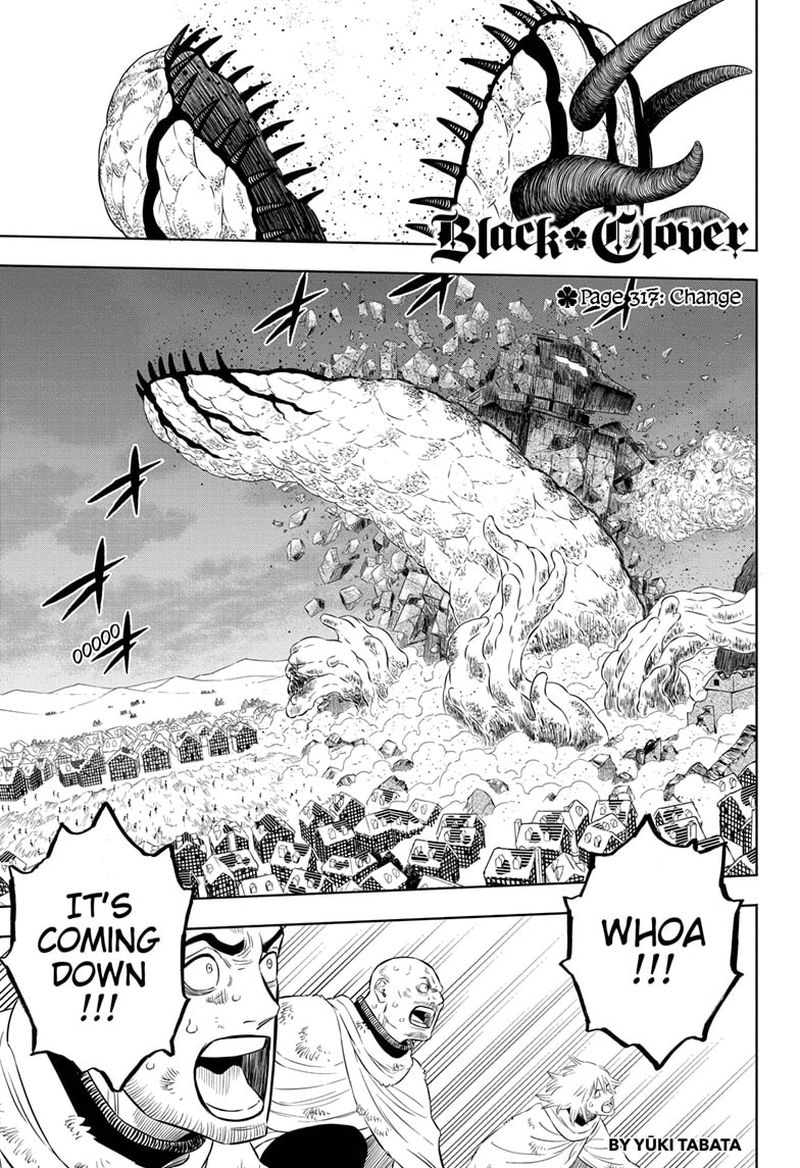 Black Clover
Page 317: Change
OOOOO
WHOA
!!!
IT'S
COMING
DOWN
!!!
BY YŪKI TABATA